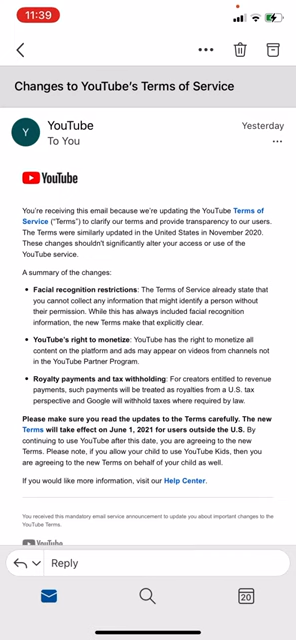 11:39
Changes to YouTube's Terms of Service
Y
YouTube
Yesterday
To You
YouTube
You're receiving this email because we're updating the YouTube Terms of
Service ("Terms") to clarify our terms and provide transparency to our users.
The Terms were similarly updated in the United States in November 2020.
These changes shouldn't significantly alter your access or use of the
YouTube service.
A summary of the changes:
• Facial recognition restrictions: The Terms of Service already state that
you cannot collect any information that might identify a person without
their permission. While this has always included facial recognition
information, the new Terms make that explicitly clear.
• YouTube's right to monetize: YouTube has the right to monetize all
content on the platform and ads may appear on videos from channels not
in the YouTube Partner Program.
• Royalty payments and tax withholding: For creators entitled to revenue
payments, such payments will be treated as royalties from a U.S. tax
perspective and Google will withhold taxes where required by law.
Please make sure you read the updates to the Terms carefully. The new
Terms will take effect on June 1, 2021 for users outside the U.S. By
continuing to use YouTube after this date, you are agreeing to the new
Terms. Please note, if you allow your child to use YouTube Kids, then you
are agreeing to the new Terms on behalf of your child as well.
If you would like more information, visit our Help Center.
You received this mandatory email service announcement to update you about important changes to the
YouTube Terms.
YouTube
Reply
20